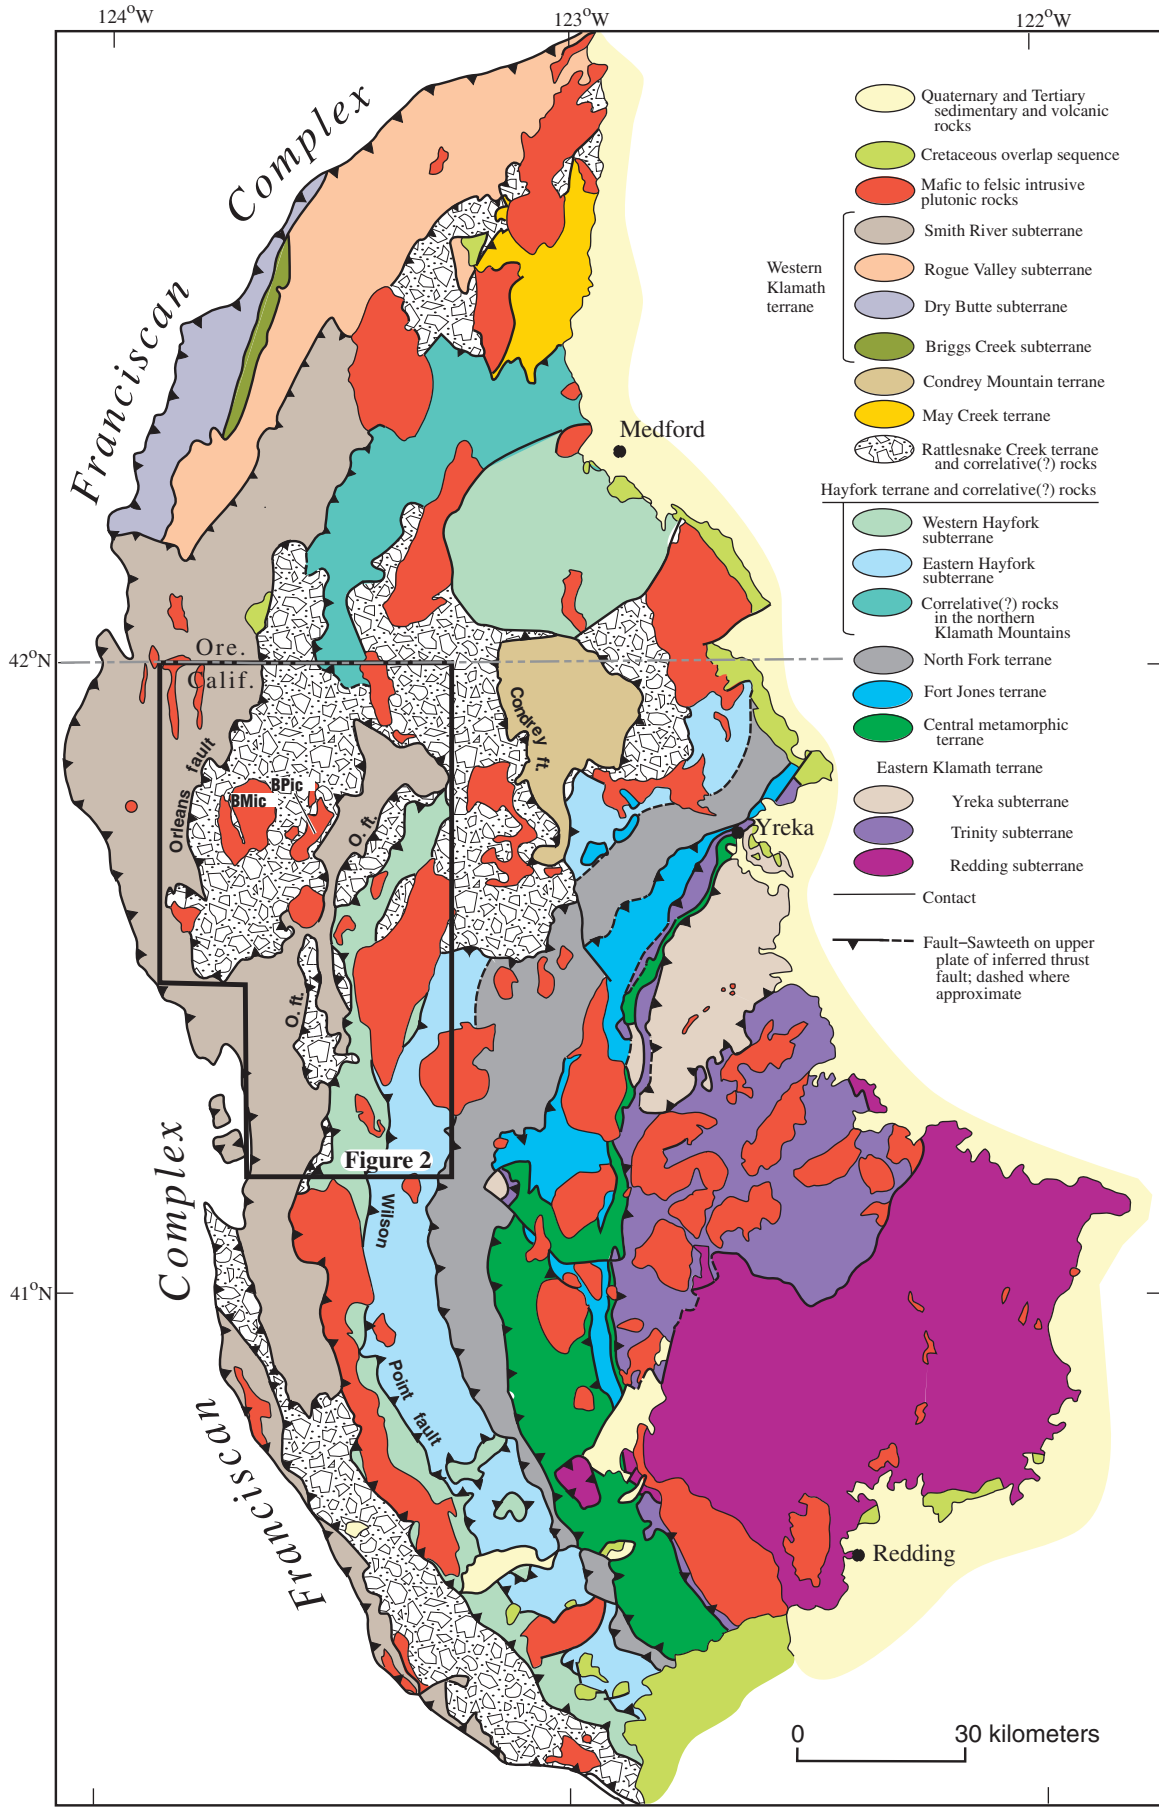 124°W
123°W
122°W
Franciscan
Complex
Quaternary and Tertiary
sedimentary and volcanic
rocks
Cretaceous overlap sequence
Mafic to felsic intrusive
plutonic rocks
Western
Klamath
terrane
Smith River subterrane
Rogue Valley subterrane
Dry Butte subterrane
Briggs Creek subterrane
Condrey Mountain terrane
May Creek terrane
Rattlesnake Creek terrane
and correlative(?) rocks
Hayfork terrane and correlative(?) rocks
Western Hayfork
subterrane
Eastern Hayfork
subterrane
Correlative(?) rocks
in the northern
Klamath Mountains
North Fork terrane
Fort Jones terrane
Central metamorphic
terrane
Eastern Klamath terrane
Yreka subterrane
Trinity subterrane
Redding subterrane
Contact
Fault–Sawteeth on upper
plate of inferred thrust
fault; dashed where
approximate
Medford
42°N
Ore.
Calif.
Condrey ft.
Orleans fault
BPic
BMic
O. ft.
Yreka
O. ft.
Figure 2
Wilson
Point fault
41°N
Franciscan
Complex
Redding
0 30 kilometers